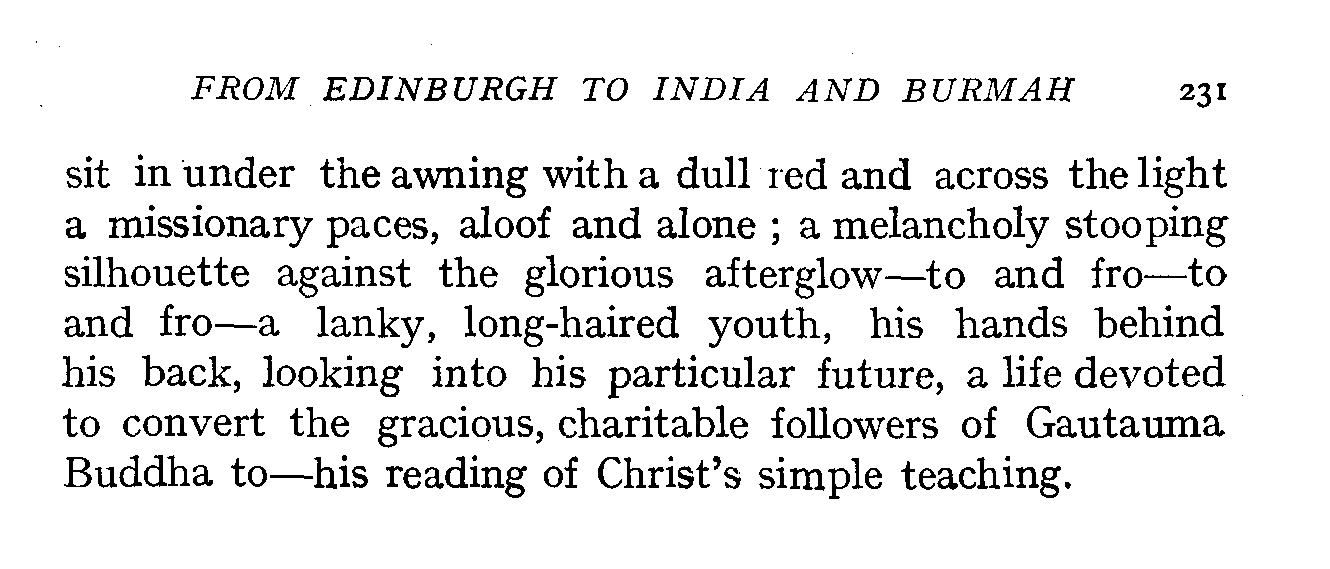 FROM EDINBURGH TO INDIA AND BURMAH 231
sit in under the awning with a dull red and across the light
a missionary paces, aloof and alone ; a melancholy stooping
silhouette against the glorious afterglow—to and fro—to
and fro—a lanky, long-haired youth, his hands behind
his back, looking into his particular future, a life devoted
to convert the gracious, charitable followers of Gautauma
Buddha to—his reading of Christ's simple teaching.